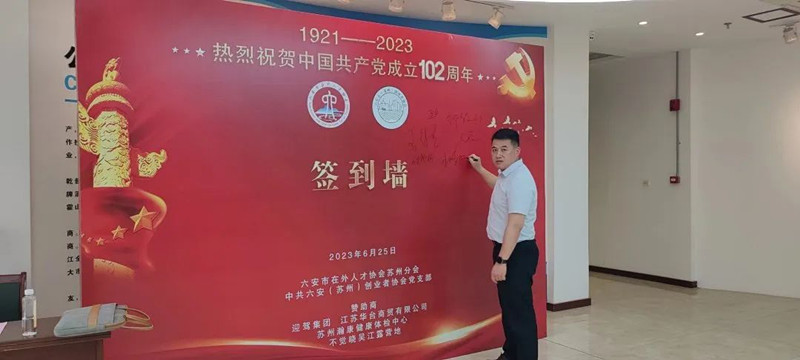 1921——2023
热烈祝贺中国共产党成立102周年
签到墙
2023年6月25日
六安市在外人才协会苏州分会
中共六安（苏州）创业者协会党支部
赞助商
迎驾集团 江苏华台商贸有限公司
苏州瀚康健康体检中心
不觉晓吴江露营地